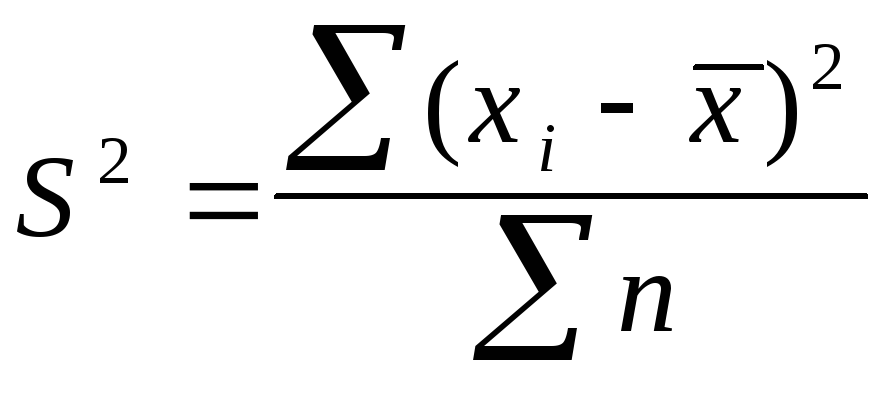 S² = ∑(xᵢ - x̄)² / ∑n